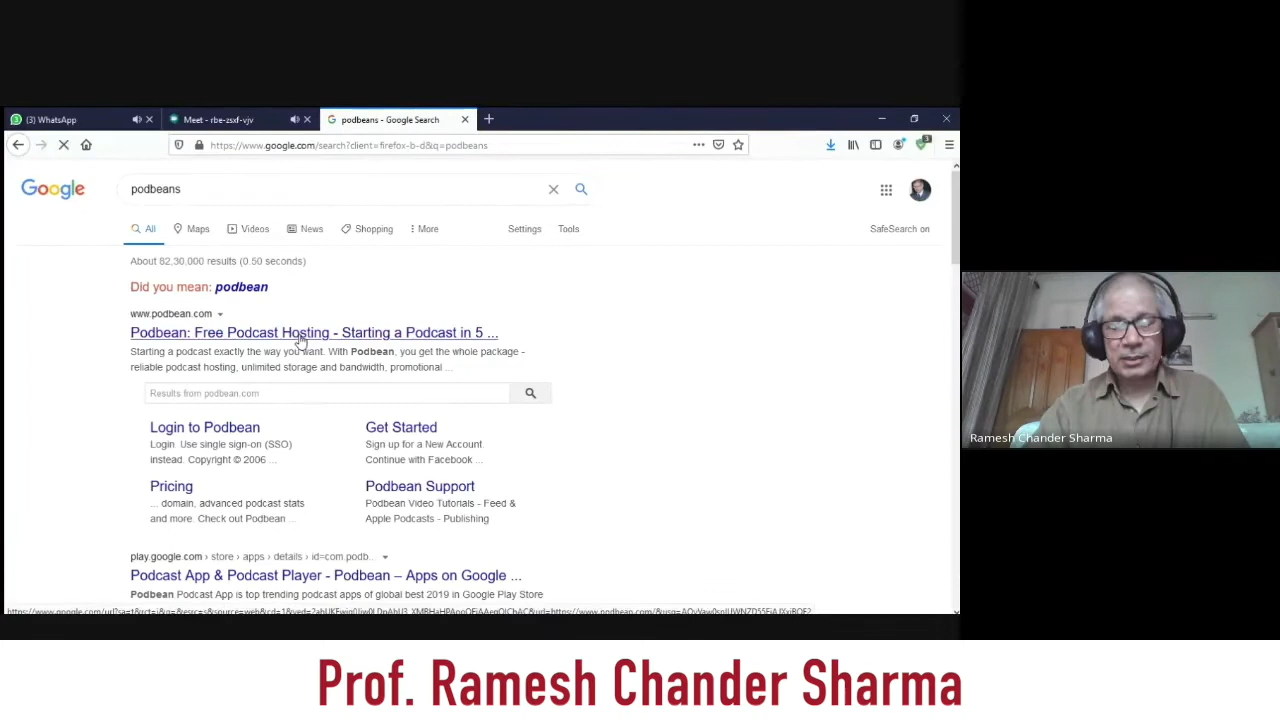 (3) WhatsApp
Meet - rbe-zsxf-vjv
podbeans - Google Search
https://www.google.com/search?client=firefox-b-d&q=podbeans
3
Google
podbeans
All
Maps
Videos
News
Shopping
More
Settings
Tools
SafeSearch on
About 82,30,000 results (0.50 seconds)
Did you mean: podbean
www.podbean.com
Podbean: Free Podcast Hosting - Starting a Podcast in 5 ...
Starting a podcast exactly the way you want. With Podbean, you get the whole package -
reliable podcast hosting, unlimited storage and bandwidth, promotional ...
Results from podbean.com
Login to Podbean
Login. Use single sign-on (SSO)
instead. Copyright © 2006 ...
Get Started
Sign up for a New Account.
Continue with Facebook ...
Pricing
... domain, advanced podcast stats
and more. Check out Podbean ...
Podbean Support
Podbean Video Tutorials - Feed &
Apple Podcasts - Publishing
play.google.com › store › apps › details › id=com.podb...
Podcast App & Podcast Player - Podbean – Apps on Google ...
Podbean Podcast App is top trending podcast apps of global best 2019 in Google Play Store
Ramesh Chander Sharma
Prof. Ramesh Chander Sharma